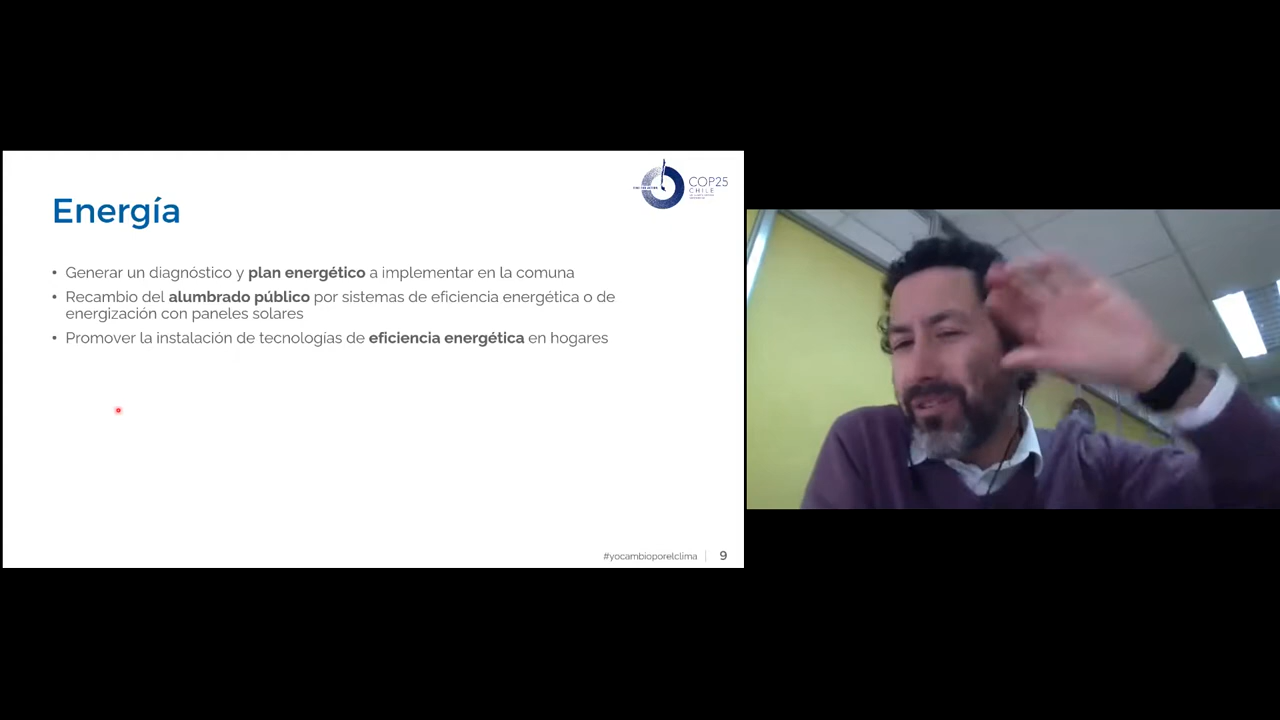 Energía
COP25
CHILE
• Generar un diagnóstico y plan energético a implementar en la comuna
• Recambio del alumbrado público por sistemas de eficiencia energética o de
energización con paneles solares
• Promover la instalación de tecnologías de eficiencia energética en hogares
#yocambioporelclima
9